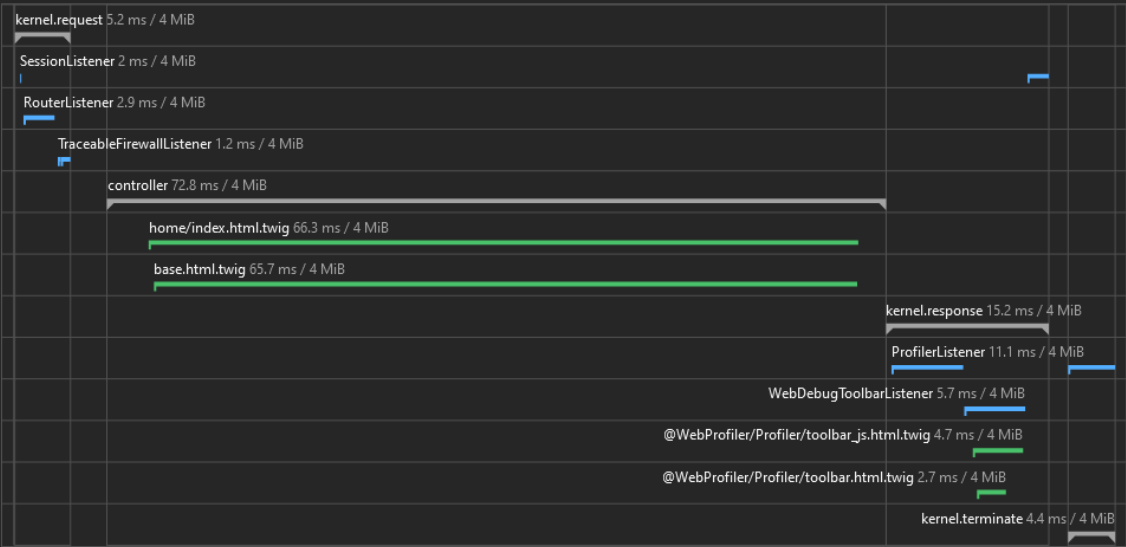 kernel.request 5.2 ms / 4 MiB
SessionListener 2 ms / 4 MiB
RouterListener 2.9 ms / 4 MiB
TraceableFirewallListener 1.2 ms / 4 MiB
controller 72.8 ms / 4 MiB
home/index.html.twig 66.3 ms / 4 MiB
base.html.twig 65.7 ms / 4 MiB
kernel.response 15.2 ms / 4 MiB
ProfilerListener 11.1 ms / 4 MiB
WebDebugToolbarListener 5.7 ms / 4 MiB
@WebProfiler/Profiler/toolbar_js.html.twig 4.7 ms / 4 MiB
@WebProfiler/Profiler/toolbar.html.twig 2.7 ms / 4 MiB
kernel.terminate 4.4 ms / 4 MiB